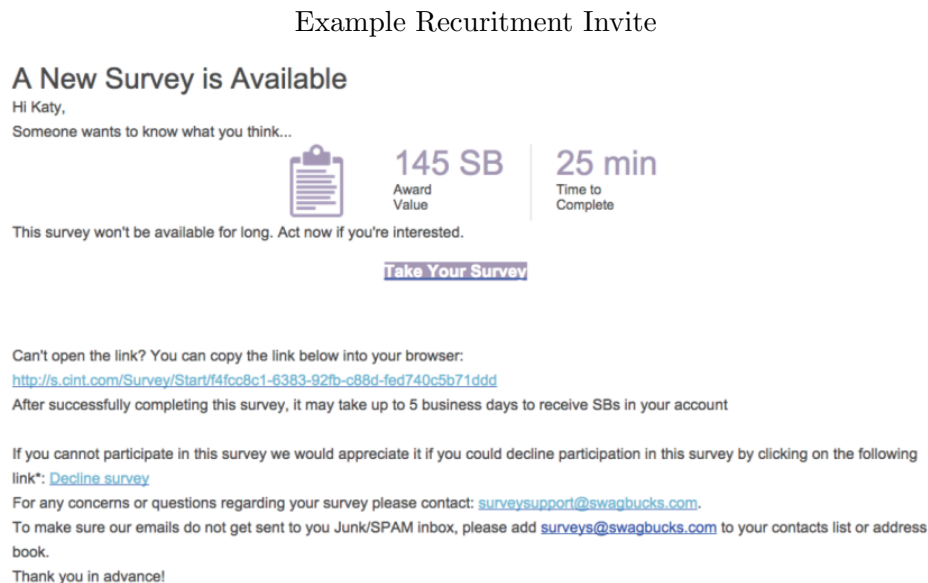 Example Recuritment Invite
A New Survey is Available
Hi Katy,
Someone wants to know what you think...
145 SB
Award
Value
25 min
Time to
Complete
This survey won't be available for long. Act now if you're interested.
Take Your Survey
Can't open the link? You can copy the link below into your browser:
http://s.cint.com/Survey/Start/f4fcc8c1-6383-92fb-c88d-fed740c5b71ddd
After successfully completing this survey, it may take up to 5 business days to receive SBs in your account
If you cannot participate in this survey we would appreciate it if you could decline participation in this survey by clicking on the following
link*: Decline survey
For any concerns or questions regarding your survey please contact: surveysupport@swagbucks.com.
To make sure our emails do not get sent to you Junk/SPAM inbox, please add surveys@swagbucks.com to your contacts list or address
book.
Thank you in advance!